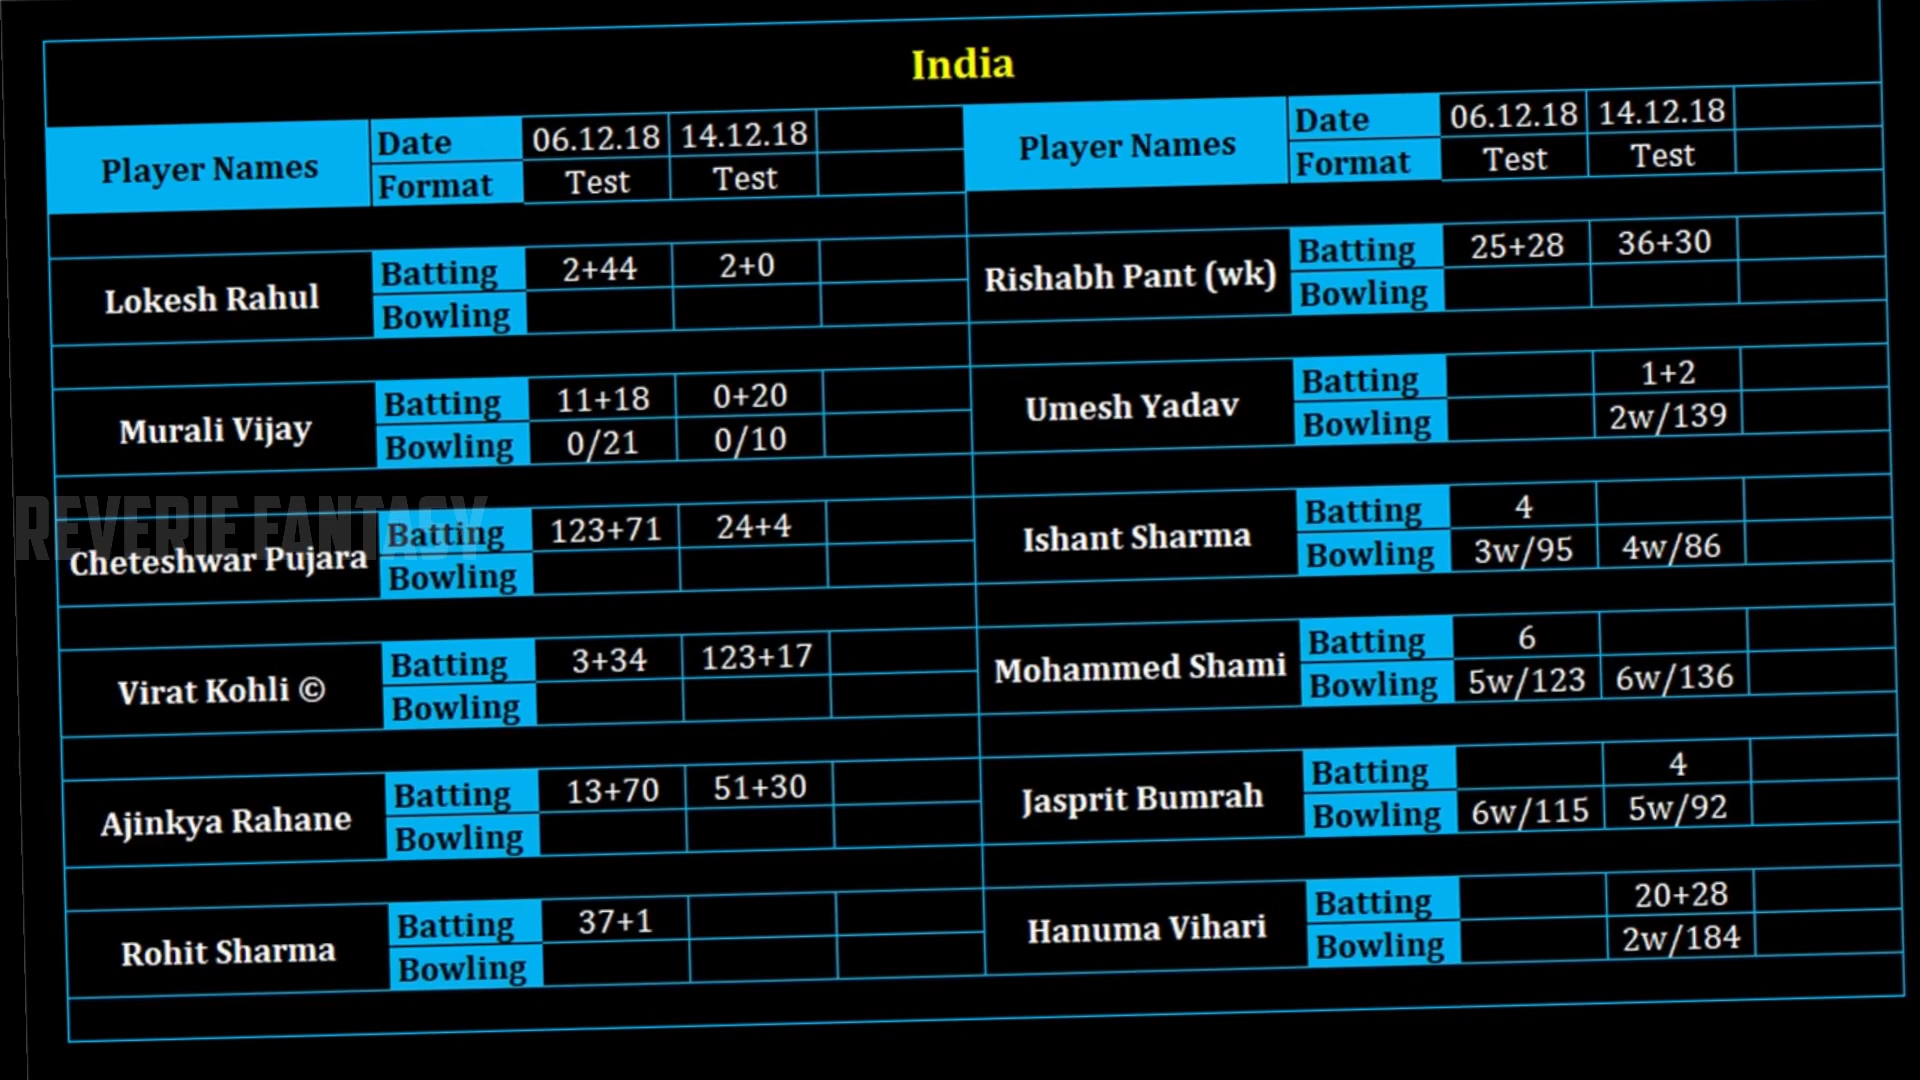 India
Player Names Date 06.12.18 14.12.18
Format Test Test
Lokesh Rahul Batting 2+44 2+0
Bowling
Murali Vijay Batting 11+18 0+20
Bowling 0/21 0/10
REVERIE FANTASY
Cheteshwar Pujara Batting 123+71 24+4
Bowling
Virat Kohli © Batting 3+34 123+17
Bowling
Ajinkya Rahane Batting 13+70 51+30
Bowling
Rohit Sharma Batting 37+1
Bowling
Player Names Date 06.12.18 14.12.18
Format Test Test
Rishabh Pant (wk) Batting 25+28 36+30
Bowling
Umesh Yadav Batting 1+2
Bowling 2w/139
Ishant Sharma Batting 4
Bowling 3w/95 4w/86
Mohammed Shami Batting 6
Bowling 5w/123 6w/136
Jasprit Bumrah Batting 4
Bowling 6w/115 5w/92
Hanuma Vihari Batting 20+28
Bowling 2w/184